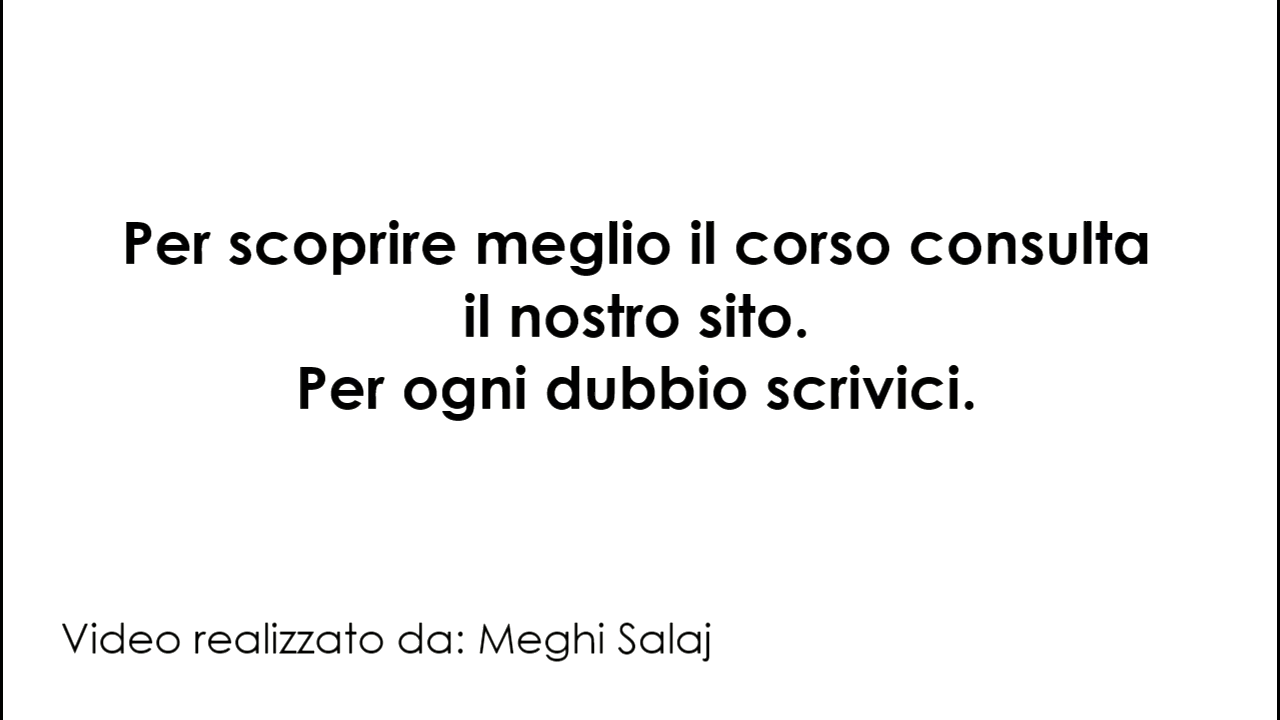 Per scoprire meglio il corso consulta
il nostro sito.
Per ogni dubbio scrivici.
Video realizzato da: Meghi Salaj